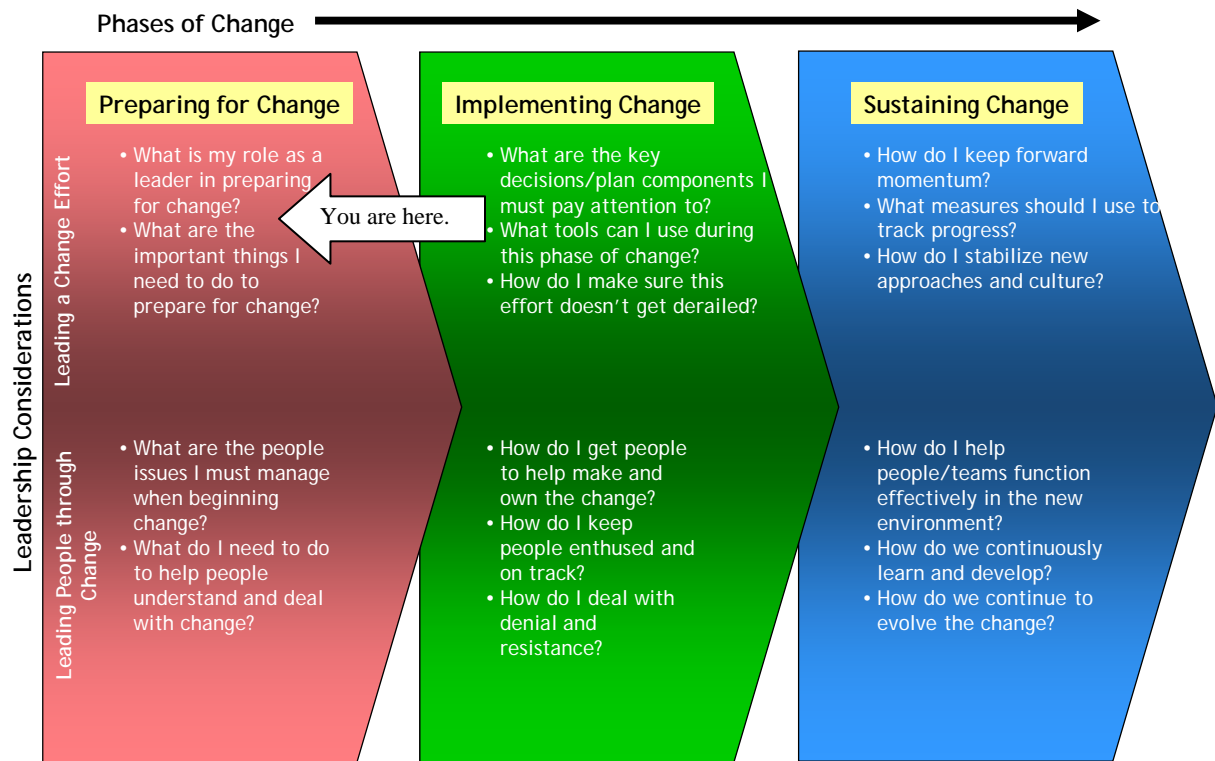 Phases of Change
Leadership Considerations
Leading a Change Effort
Leading People through
Change
Preparing for Change
• What is my role as a
leader in preparing
for change?
• What are the
important things I
need to do to
prepare for change?
You are here.
• What are the people
issues I must manage
when beginning
change?
• What do I need to do
to help people
understand and deal
with change?
Implementing Change
• What are the key
decisions/plan components I
must pay attention to?
• What tools can I use during
this phase of change?
• How do I make sure this
effort doesn't get derailed?
• How do I get people
to help make and
own the change?
• How do I keep
people enthused and
on track?
• How do I deal with
denial and
resistance?
Sustaining Change
• How do I keep forward
momentum?
• What measures should I use to
track progress?
• How do I stabilize new
approaches and culture?
• How do I help
people/teams function
effectively in the new
environment?
• How do we continuously
learn and develop?
• How do we continue to
evolve the change?